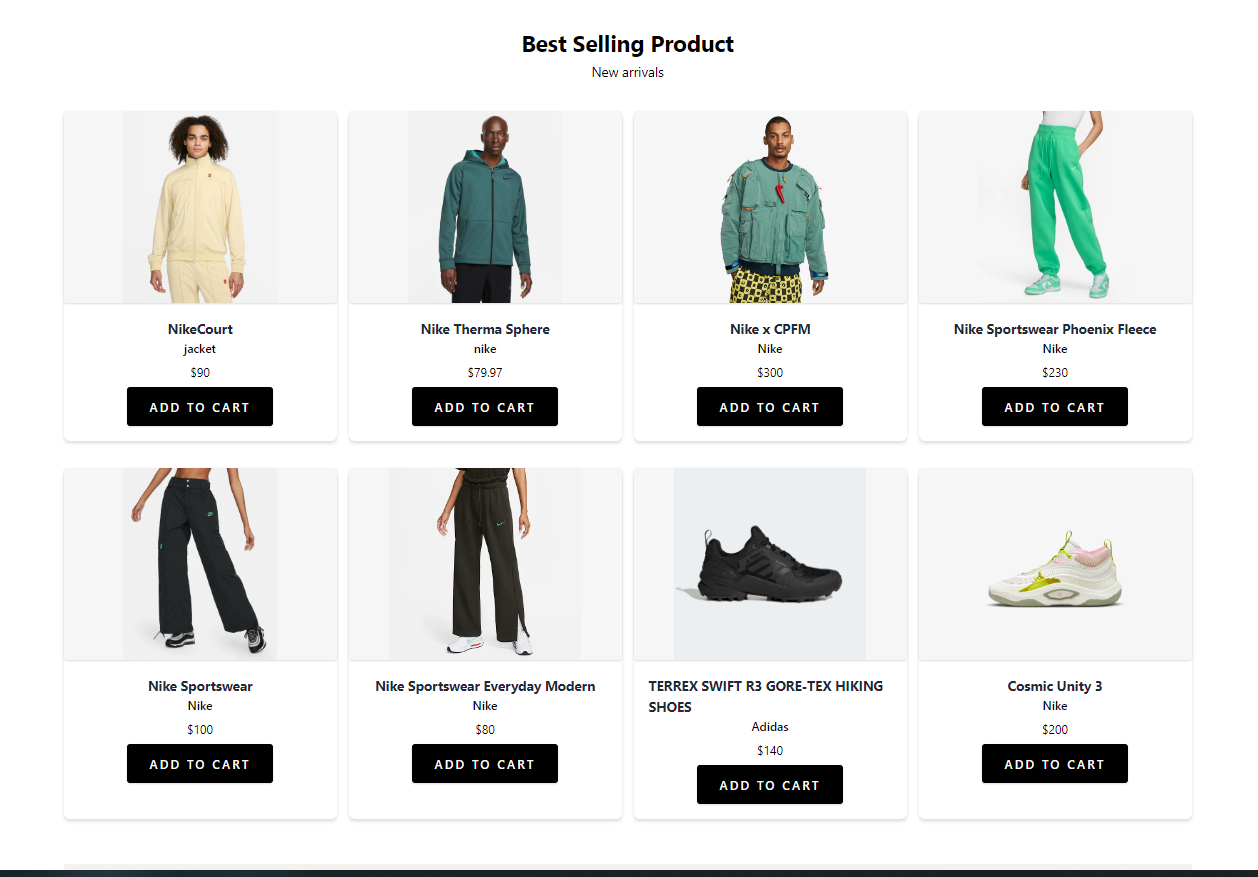 Best Selling Product
New arrivals
NikeCourt
jacket
$90
ADD TO CART
Nike Therma Sphere
nike
$79.97
ADD TO CART
Nike x CPFM
Nike
$300
ADD TO CART
Nike Sportswear Phoenix Fleece
Nike
$230
ADD TO CART
Nike Sportswear
Nike
$100
ADD TO CART
Nike Sportswear Everyday Modern
Nike
$80
ADD TO CART
TERREX SWIFT R3 GORE-TEX HIKING
SHOES
Adidas
$140
ADD TO CART
Cosmic Unity 3
Nike
$200
ADD TO CART